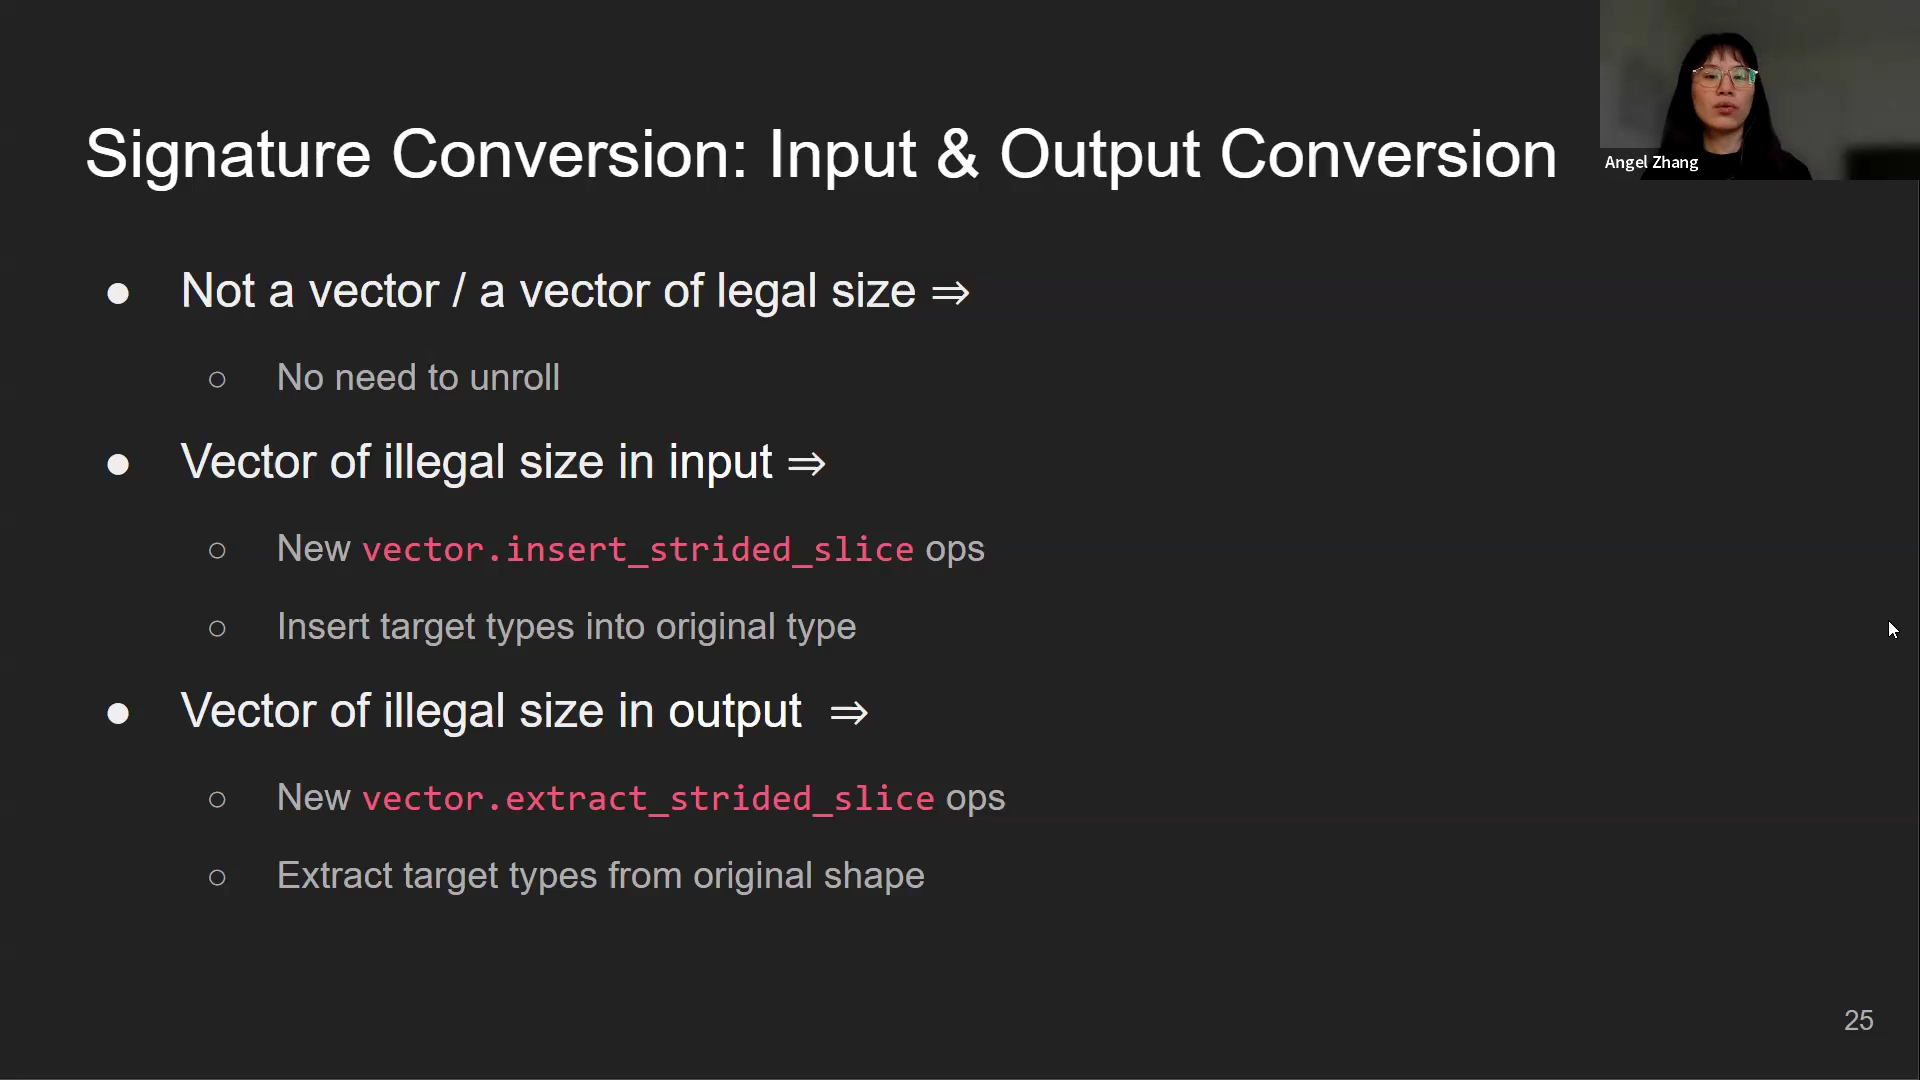 Signature Conversion: Input & Output Conversion
Angel Zhang
● Not a vector / a vector of legal size ⇒
○ No need to unroll
● Vector of illegal size in input ⇒
○ New vector.insert_strided_slice ops
○ Insert target types into original type
● Vector of illegal size in output ⇒
○ New vector.extract_strided_slice ops
○ Extract target types from original shape
25